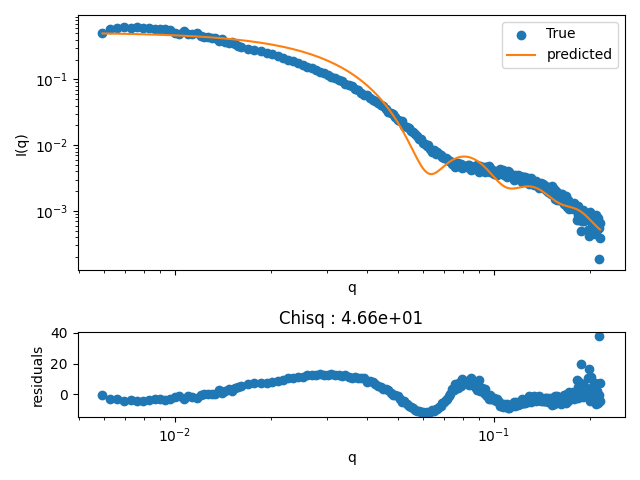 True
predicted
I(q)
10⁻¹
10⁻²
10⁻³
q
Chisq : 4.66e+01
residuals
40
20
0
10⁻²
10⁻¹
q